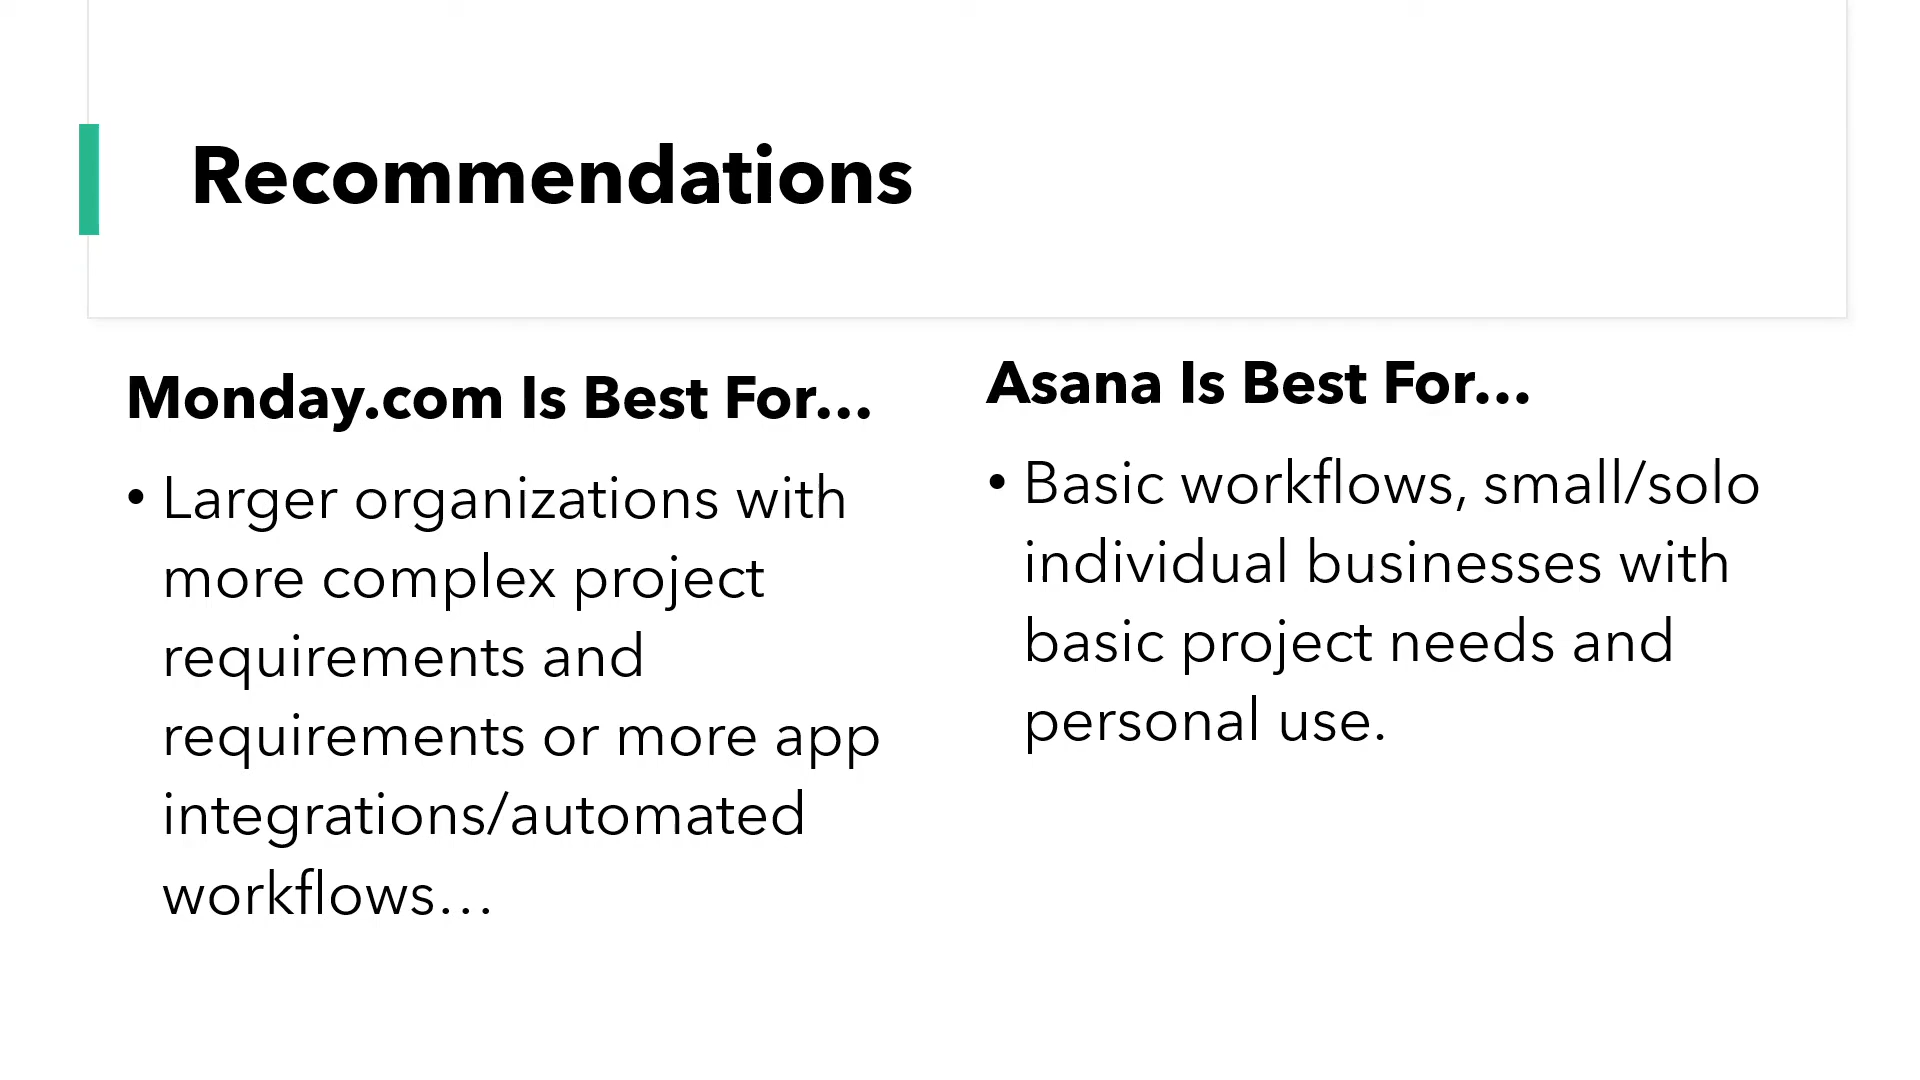 Recommendations
Monday.com Is Best For…
• Larger organizations with
more complex project
requirements and
requirements or more app
integrations/automated
workflows…
Asana Is Best For…
• Basic workflows, small/solo
individual businesses with
basic project needs and
personal use.